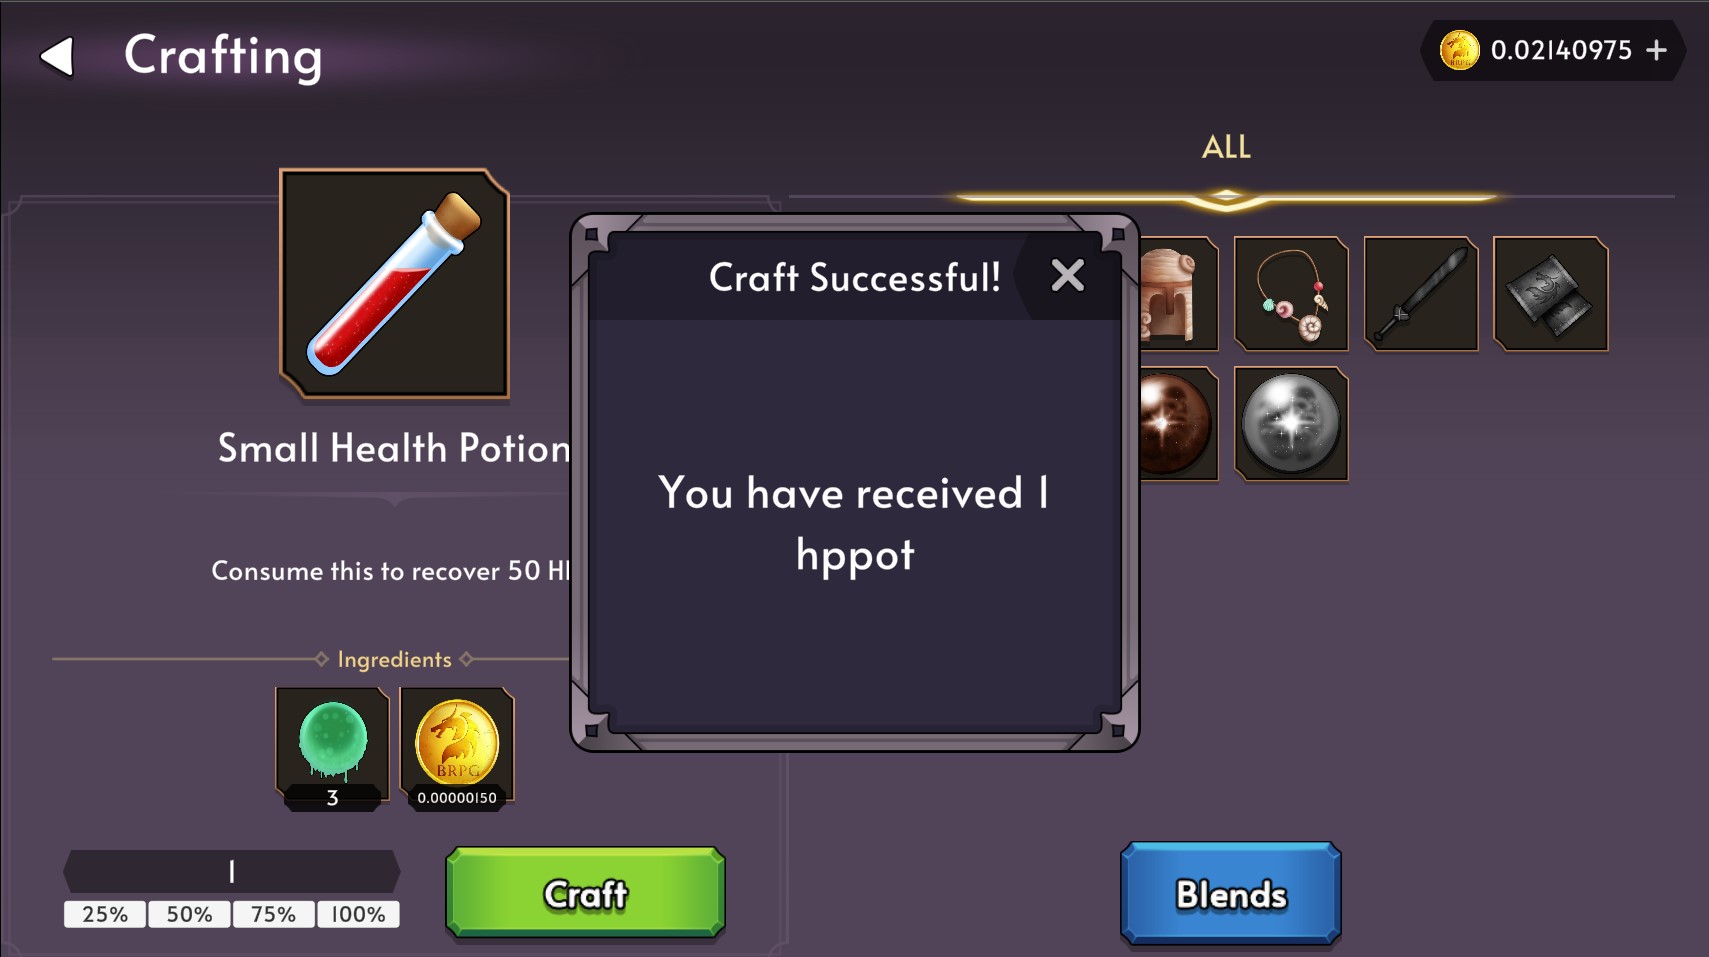 Crafting
0.02140975 +
ALL
Craft Successful!
You have received 1
hppot
Small Health Potion
Consume this to recover 50 H
Ingredients
BRPG
3
0.00000150
1
25%
50%
75%
100%
Craft
Blends